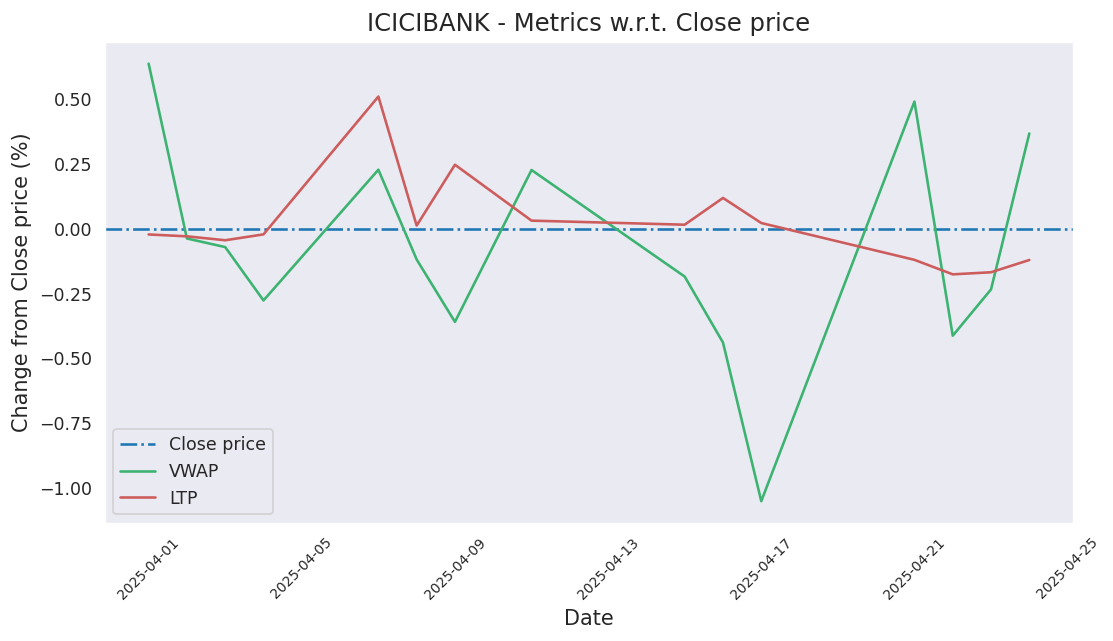 ICICIBANK - Metrics w.r.t. Close price
Change from Close price (%)
0.50
0.25
0.00
−0.25
−0.50
−0.75
−1.00
Close price
VWAP
LTP
2025-04-01
2025-04-05
2025-04-09
2025-04-13
2025-04-17
2025-04-21
2025-04-25
Date